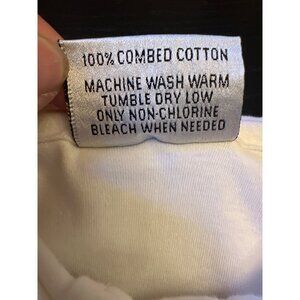 100% COMBED COTTON
MACHINE WASH WARM
TUMBLE DRY LOW
ONLY NON-CHLORINE
BLEACH WHEN NEEDED